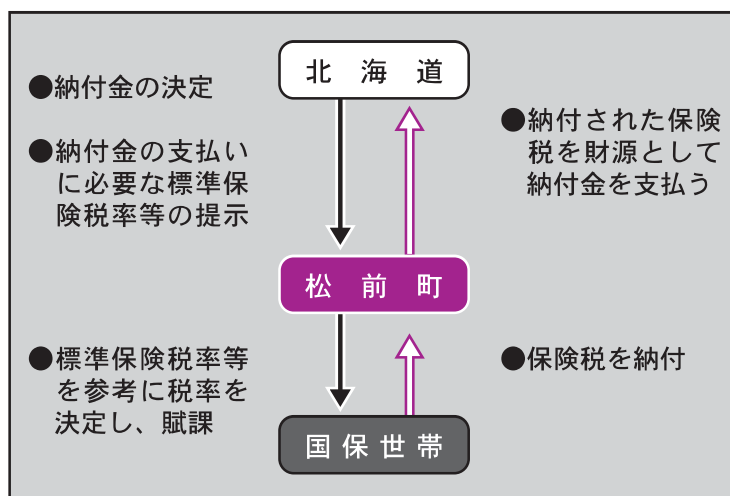 北海道
●納付金の決定
●納付金の支払い
に必要な標準保
険税率等の提示
●納付された保険
税を財源として
納付金を支払う
松前町
●標準保険税率等
を参考に税率を
決定し、賦課
●保険税を納付
国保世帯